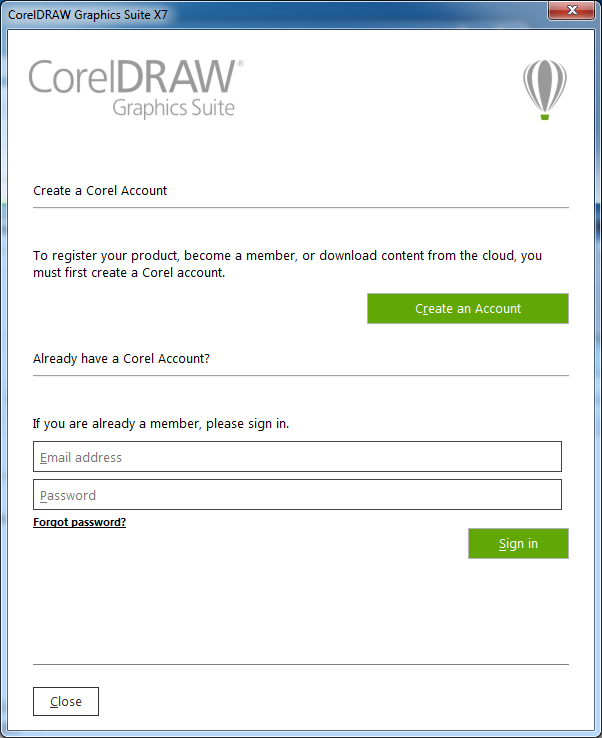 CorelDRAW Graphics Suite X7
CorelDRAW®
Graphics Suite
Create a Corel Account
To register your product, become a member, or download content from the cloud, you
must first create a Corel account.
Create an Account
Already have a Corel Account?
If you are already a member, please sign in.
Email address
Password
Forgot password?
Sign in
Close